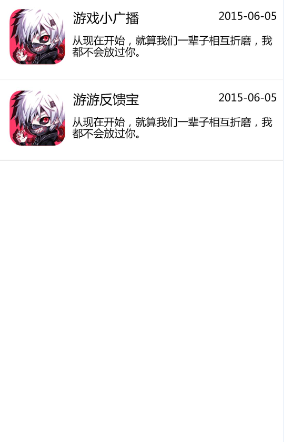 游戏小广播
2015-06-05
从现在开始，就算我们一辈子相互折磨，我
都不会放过你。
游游反馈宝
2015-06-05
从现在开始，就算我们一辈子相互折磨，我
都不会放过你。